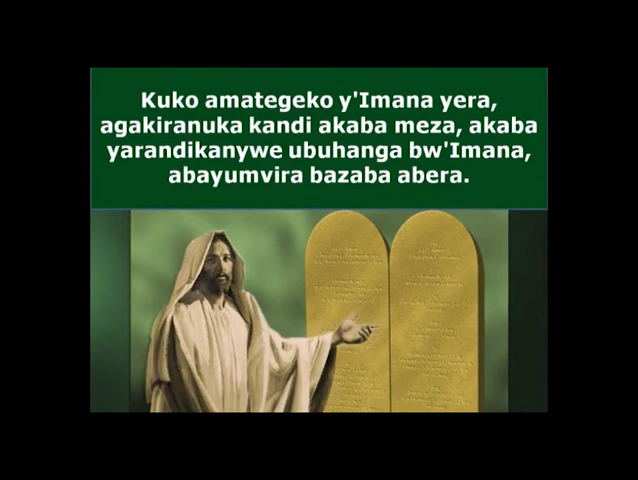 Kuko amategeko y'Imana yera,
agakiranuka kandi akaba meza, akaba
yarandikanywe ubuhanga bw'Imana,
abayumvira bazaba abera.